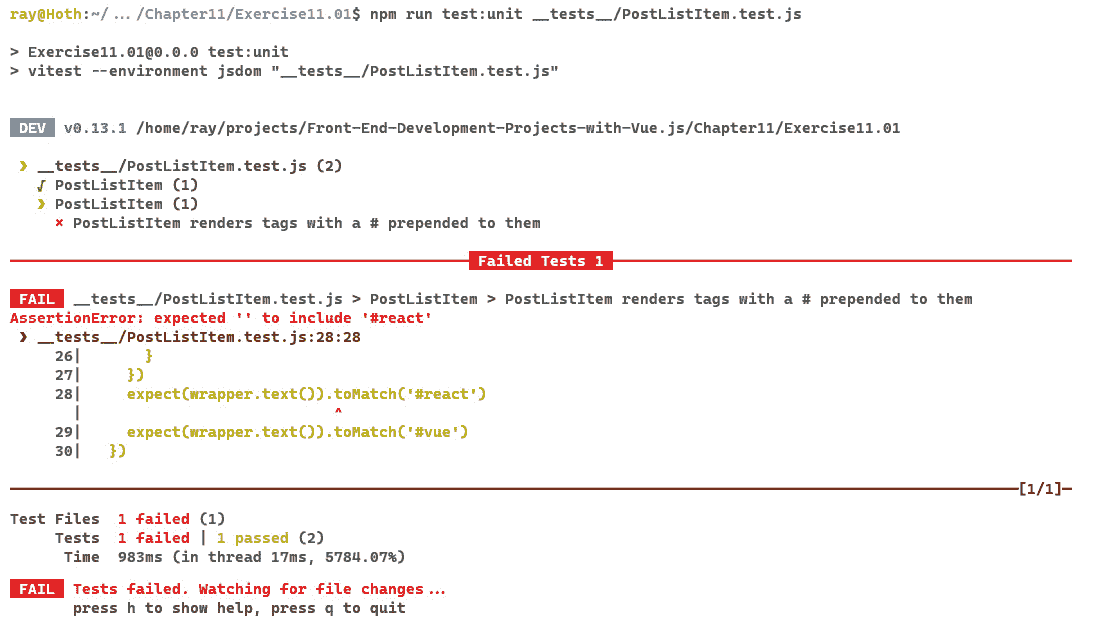 ray@Hoth:~/ ... /Chapter11/Exercise11.01$ npm run test:unit __tests__/PostListItem.test.js
> Exercise11.01@0.0.0 test:unit
> vitest --environment jsdom "__tests__/PostListItem.test.js"
DEV v0.13.1 /home/ray/projects/Front-End-Development-Projects-with-Vue.js/Chapter11/Exercise11.01
❯ __tests__/PostListItem.test.js (2)
√ PostListItem (1)
❯ PostListItem (1)
× PostListItem renders tags with a # prepended to them
Failed Tests 1
FAIL __tests__/PostListItem.test.js > PostListItem > PostListItem renders tags with a # prepended to them
AssertionError: expected '' to include '#react'
❯ __tests__/PostListItem.test.js:28:28
26| }
27| })
28| expect(wrapper.text()).toMatch('#react')
| ^
29| expect(wrapper.text()).toMatch('#vue')
30| })
[1/1]
Test Files 1 failed (1)
Tests 1 failed | 1 passed (2)
Time 983ms (in thread 17ms, 5784.07%)
FAIL Tests failed. Watching for file changes...
press h to show help, press q to quit